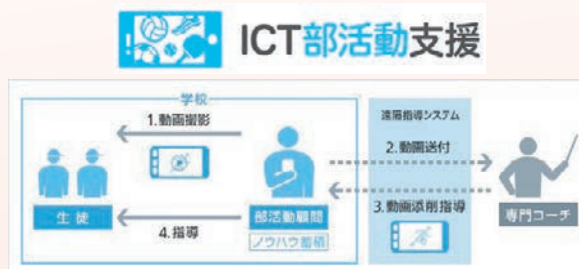 ICT部活動支援
学校
1.動画撮影
生徒
4.指導
部活動顧問
ノウハウ蓄積
遠隔指導システム
2.動画送付
3.動画添削指導
専門コーチ